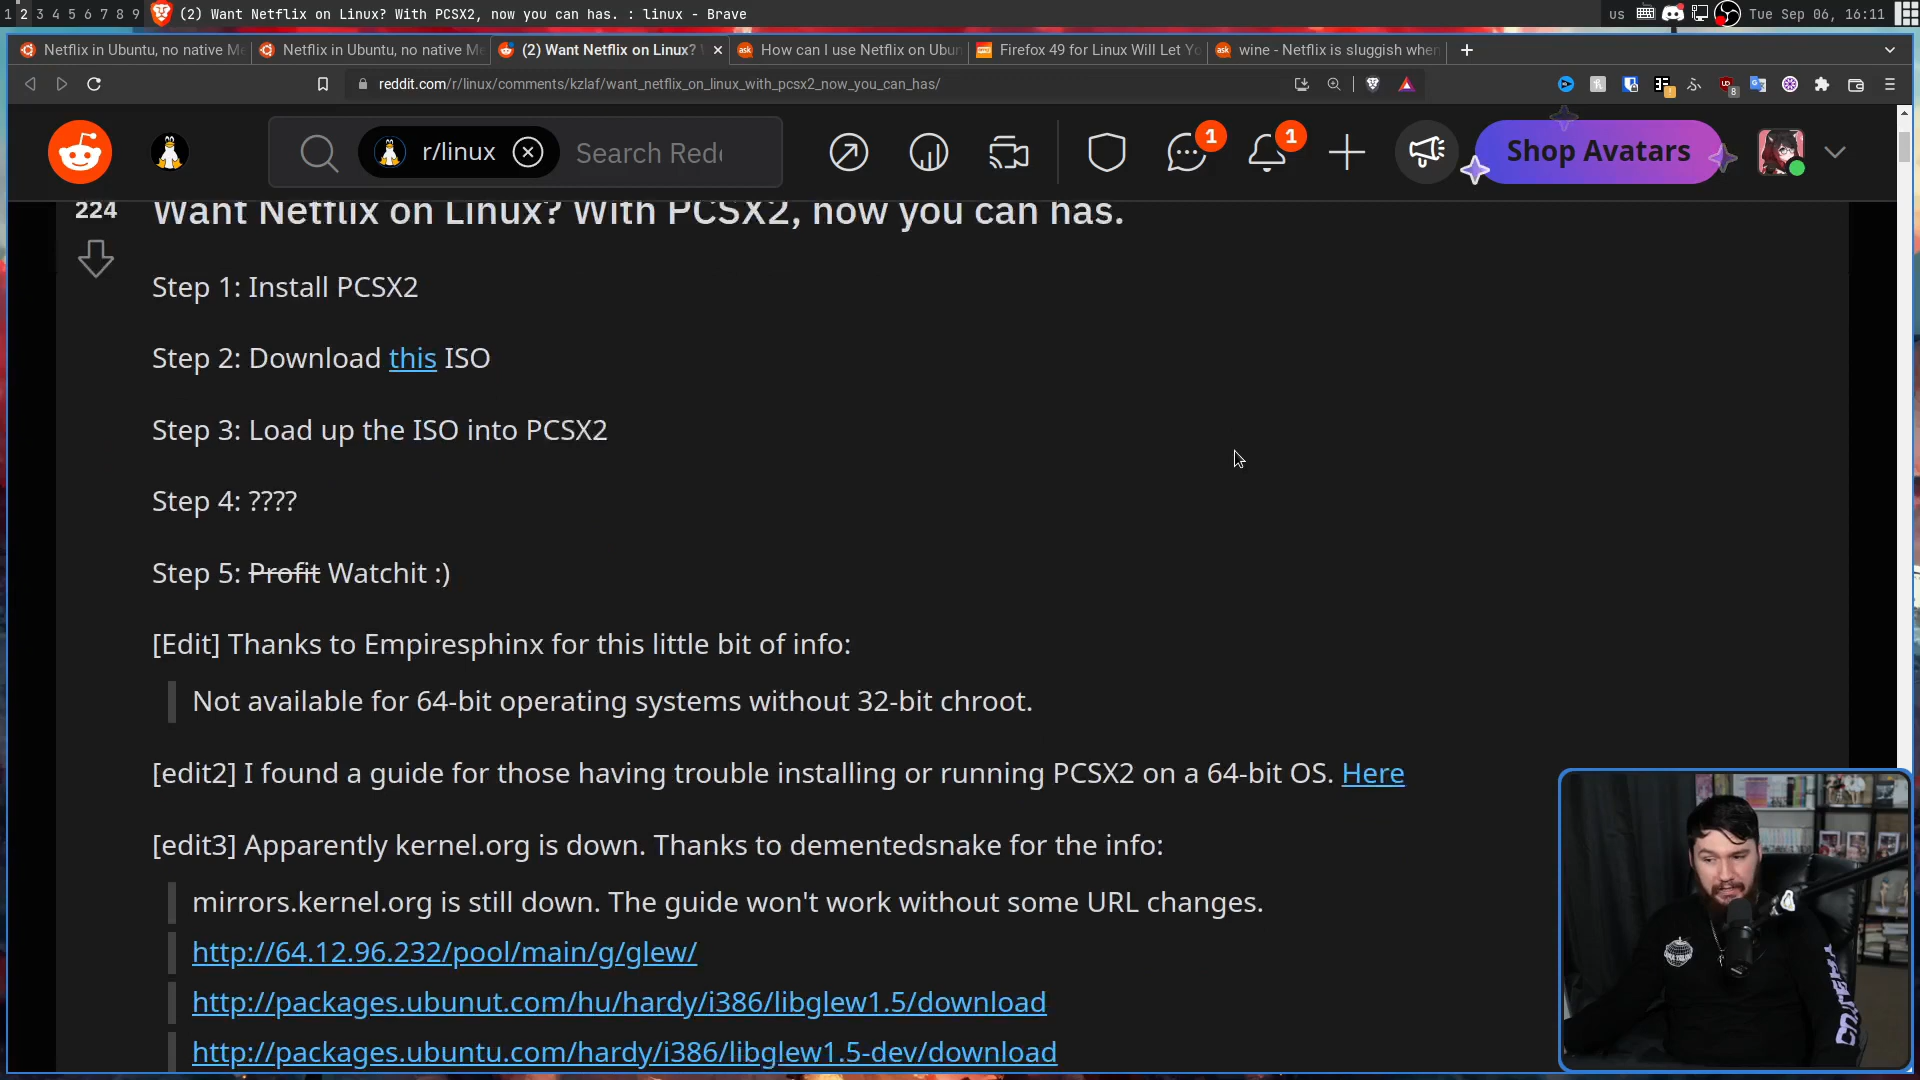 1 2 3 4 5 6 7 8 9 (2) Want Netflix on Linux? With PCSX2, now you can has. : linux - Brave us Tue Sep 06, 16:11
Netflix in Ubuntu, no native Me Netflix in Ubuntu, no native Me (2) Want Netflix on Linux? ask How can I use Netflix on Ubun Firefox 49 for Linux Will Let Yo ask wine - Netflix is sluggish when
reddit.com/r/linux/comments/kzlaf/want_netflix_on_linux_with_pcsx2_now_you_can_has/
r/linux Search Redd 1 1 Shop Avatars
224 Want Netflix on Linux? With PCSX2, now you can has.
Step 1: Install PCSX2
Step 2: Download this ISO
Step 3: Load up the ISO into PCSX2
Step 4: ????
Step 5: Profit Watchit :)
[Edit] Thanks to Empiresphinx for this little bit of info:
Not available for 64-bit operating systems without 32-bit chroot.
[edit2] I found a guide for those having trouble installing or running PCSX2 on a 64-bit OS. Here
[edit3] Apparently kernel.org is down. Thanks to dementedsnake for the info:
mirrors.kernel.org is still down. The guide won't work without some URL changes.
http://64.12.96.232/pool/main/g/glew/
http://packages.ubunut.com/hu/hardy/i386/libglew1.5/download
http://packages.ubuntu.com/hardy/i386/libglew1.5-dev/download